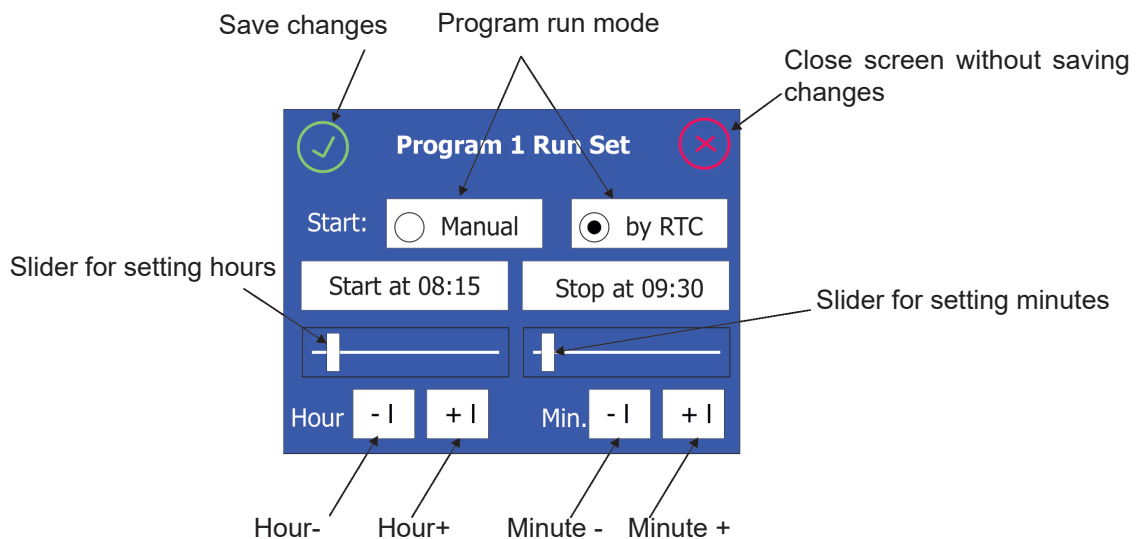 Save changes
Program run mode
Close screen without saving
changes
Program 1 Run Set
Start:
Manual
by RTC
Slider for setting hours
Start at 08:15
Stop at 09:30
Slider for setting minutes
Hour
- I
+ I
Min.
- I
+ I
Hour-
Hour+
Minute -
Minute +